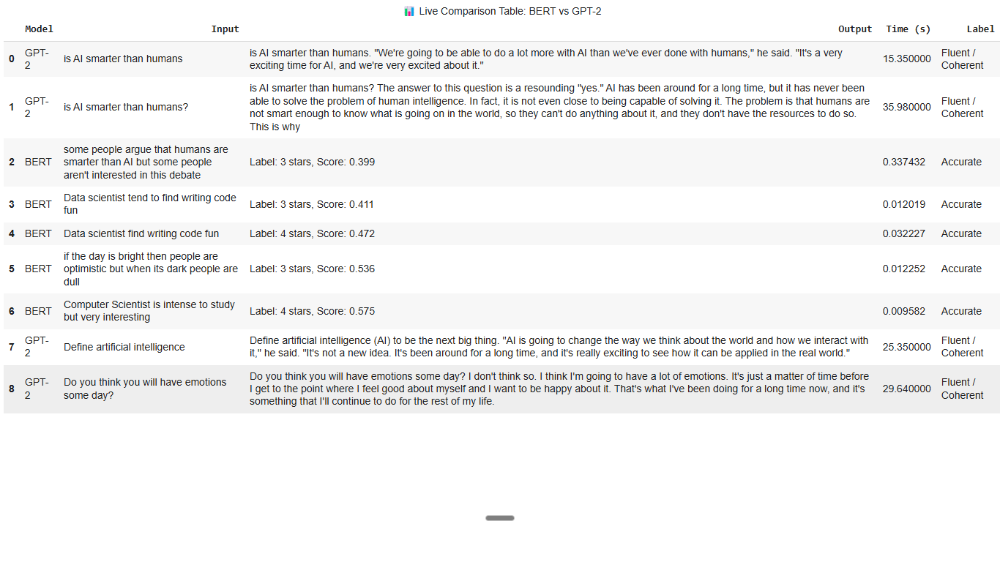 📊 Live Comparison Table: BERT vs GPT-2
Model Input Output Time (s) Label
0 GPT-2 is AI smarter than humans is AI smarter than humans. "We're going to be able to do a lot more with AI than we've ever done with humans," he said. "It's a very exciting time for AI, and we're very excited about it." 15.350000 Fluent / Coherent
1 GPT-2 is AI smarter than humans? is AI smarter than humans? The answer to this question is a resounding "yes." AI has been around for a long time, but it has never been able to solve the problem of human intelligence. In fact, it is not even close to being capable of solving it. The problem is that humans are not smart enough to know what is going on in the world, so they can't do anything about it, and they don't have the resources to do so. This is why 35.980000 Fluent / Coherent
2 BERT some people argue that humans are smarter than AI but some people aren't interested in this debate Label: 3 stars, Score: 0.399 0.337432 Accurate
3 BERT Data scientist tend to find writing code fun Label: 3 stars, Score: 0.411 0.012019 Accurate
4 BERT Data scientist find writing code fun Label: 4 stars, Score: 0.472 0.032227 Accurate
5 BERT if the day is bright then people are optimistic but when its dark people are dull Label: 3 stars, Score: 0.536 0.012252 Accurate
6 BERT Computer Scientist is intense to study but very interesting Label: 4 stars, Score: 0.575 0.009582 Accurate
7 GPT-2 Define artificial intelligence Define artificial intelligence (AI) to be the next big thing. "AI is going to change the way we think about the world and how we interact with it," he said. "It's not a new idea. It's been around for a long time, and it's really exciting to see how it can be applied in the real world." 25.350000 Fluent / Coherent
8 GPT-2 Do you think you will have emotions some day? Do you think you will have emotions some day? I don't think so. I think I'm going to have a lot of emotions. It's just a matter of time before I get to the point where I feel good about myself and I want to be happy about it. That's what I've been doing for a long time now, and it's something that I'll continue to do for the rest of my life. 29.640000 Fluent / Coherent